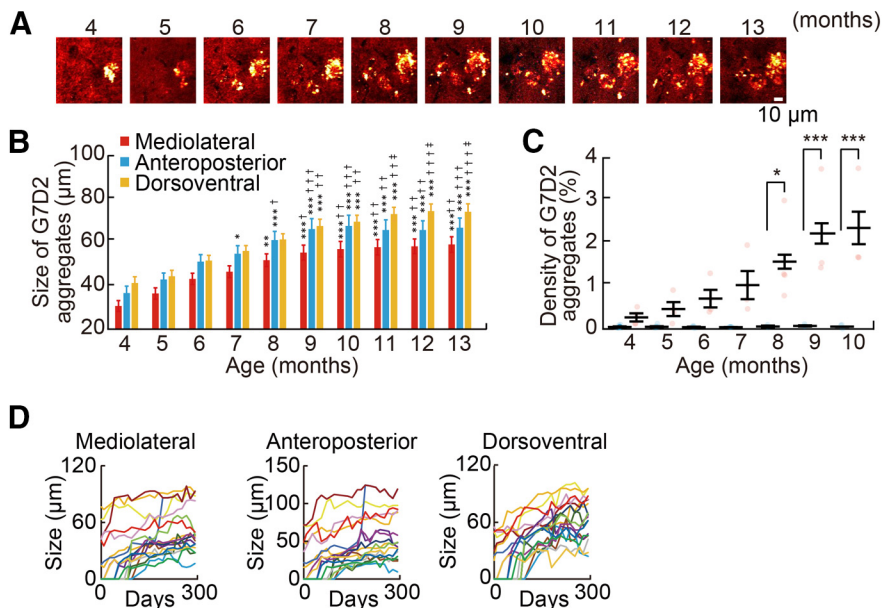 A
4 5 6 7 8 9 10 11 12 13 (months)
10 µm
B
Mediolateral
Anteroposterior
Dorsoventral
Size of G7D2
aggregates (µm)
100
80
60
40
20
4 5 6 7 8 9 10 11 12 13
Age (months)
C
Density of G7D2
aggregates (%)
4
3
2
1
0
* *** ***
4 5 6 7 8 9 10
Age (months)
D
Mediolateral
Size (µm)
120
60
0
0 300
Days
Anteroposterior
Size (µm)
150
100
50
0
0 300
Days
Dorsoventral
Size (µm)
120
60
0
0 300
Days